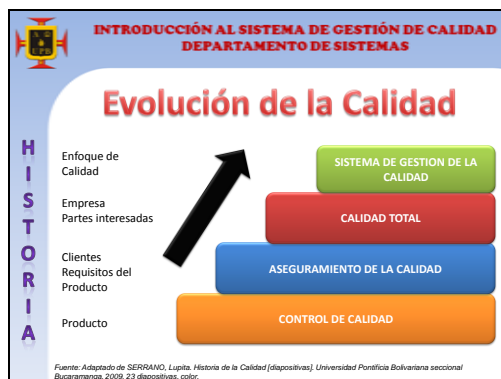 INTRODUCCIÓN AL SISTEMA DE GESTIÓN DE CALIDAD
DEPARTAMENTO DE SISTEMAS
UPB
Evolución de la Calidad
HISTORIA
Enfoque de
Calidad
SISTEMA DE GESTION DE LA
CALIDAD
Empresa
Partes interesadas
CALIDAD TOTAL
Clientes
Requisitos del
Producto
ASEGURAMIENTO DE LA CALIDAD
Producto
CONTROL DE CALIDAD
Fuente: Adaptado de SERRANO, Lupita. Historia de la Calidad [diapositivas]. Universidad Pontificia Bolivariana seccional
Bucaramanga, 2009. 23 diapositivas, color.